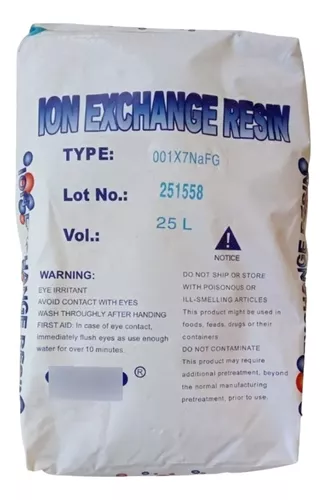 ION EXCHANGE RESIN
TYPE: 001X7NaFG
Lot No.: 251558
Vol.: 25 L
NOTICE
WARNING:
EYE IRRITANT
AVOID CONTACT WITH EYES
WASH THROUGHLY AFTER HANDING
FIRST AID: In case of eye contact,
immediately flush eyes as use enough
water for over 10 minutes.
®
DO NOT SHIP OR STORE
WITH POISONOUS OR
ILL-SMELLING ARTICLES
This product might be used in
foods, feeds, drugs or their
containers
DO NOT CONTAMINATE
This product may require
additional pretreatment, beyond
the normal manufacturing
pretreatment, prior to use.